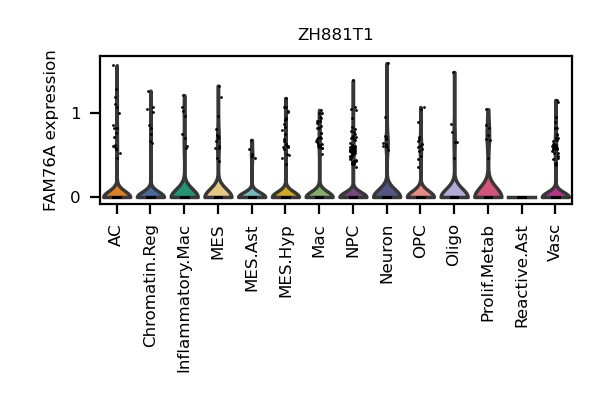 ZH881T1
FAM76A expression
1
0
AC
Chromatin.Reg
Inflammatory.Mac
MES
MES.Ast
MES.Hyp
Mac
NPC
Neuron
OPC
Oligo
Prolif.Metab
Reactive.Ast
Vasc